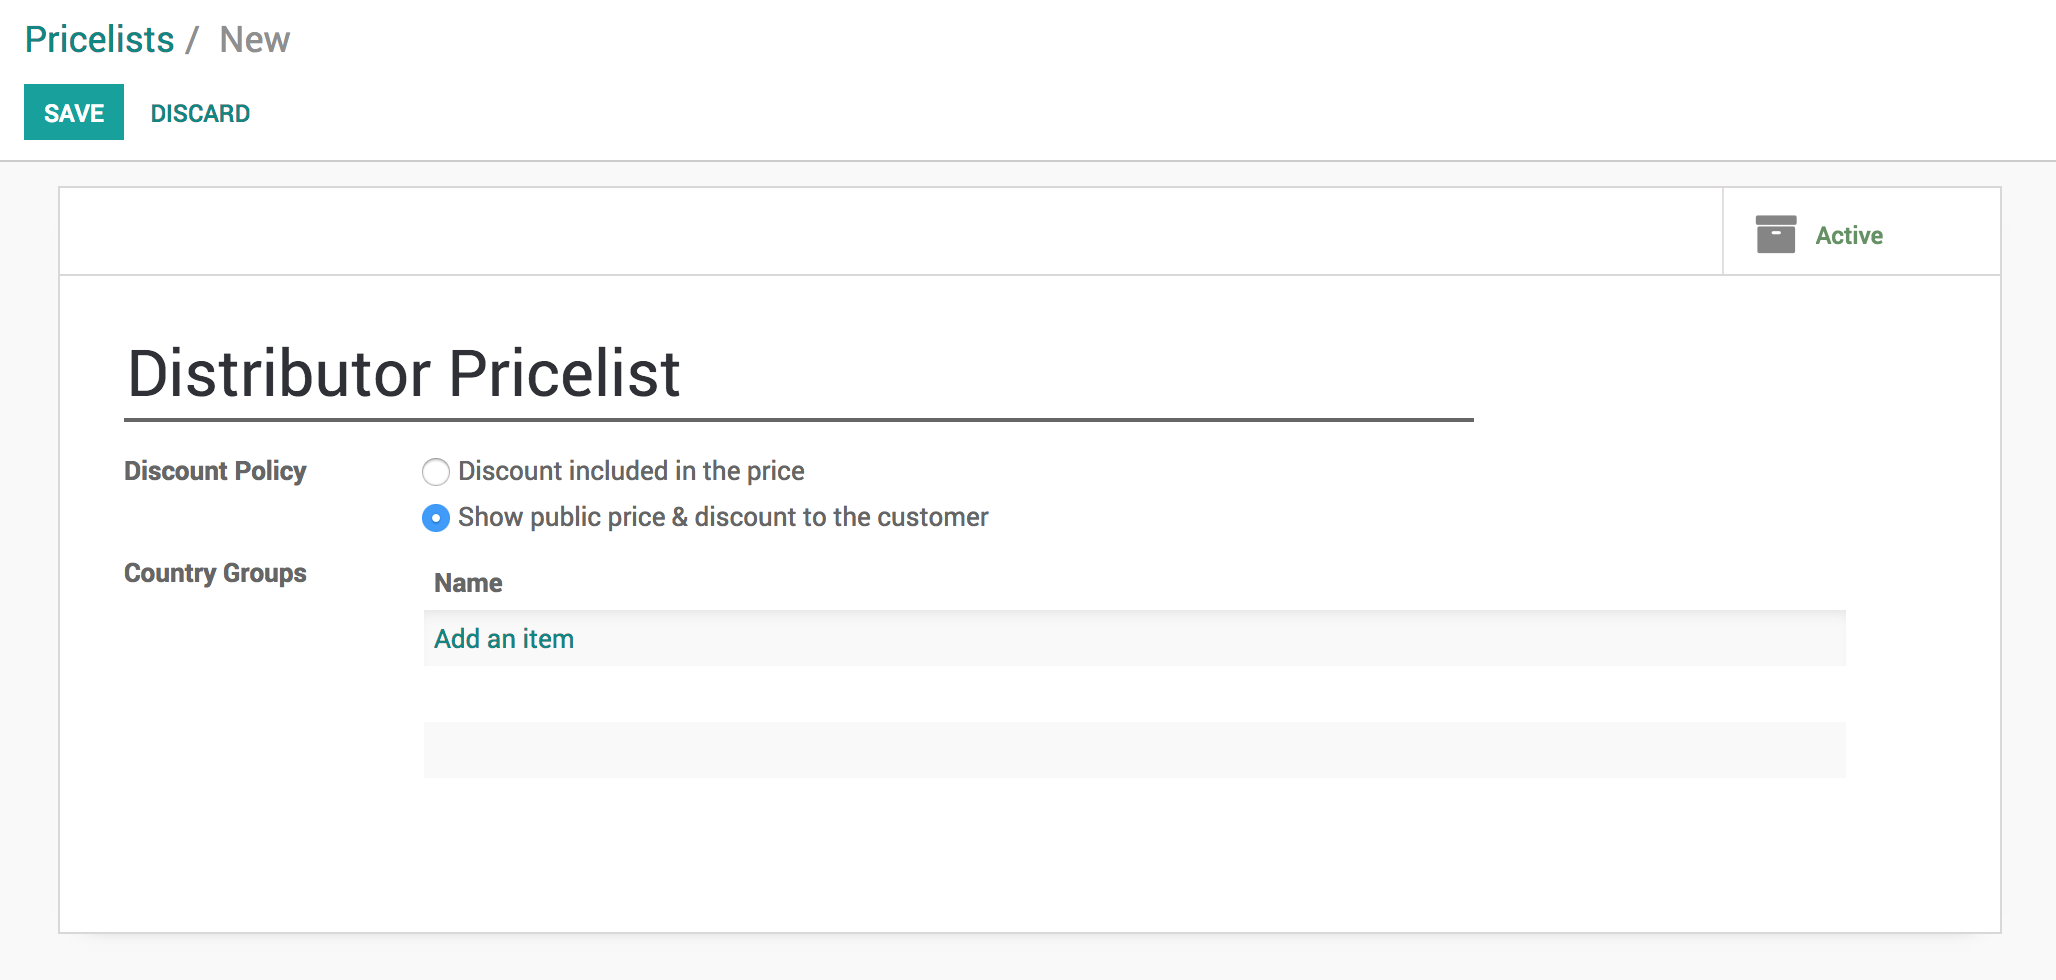 Pricelists / New
SAVE DISCARD
Active
Distributor Pricelist
Discount Policy Discount included in the price
Show public price & discount to the customer
Country Groups Name
Add an item